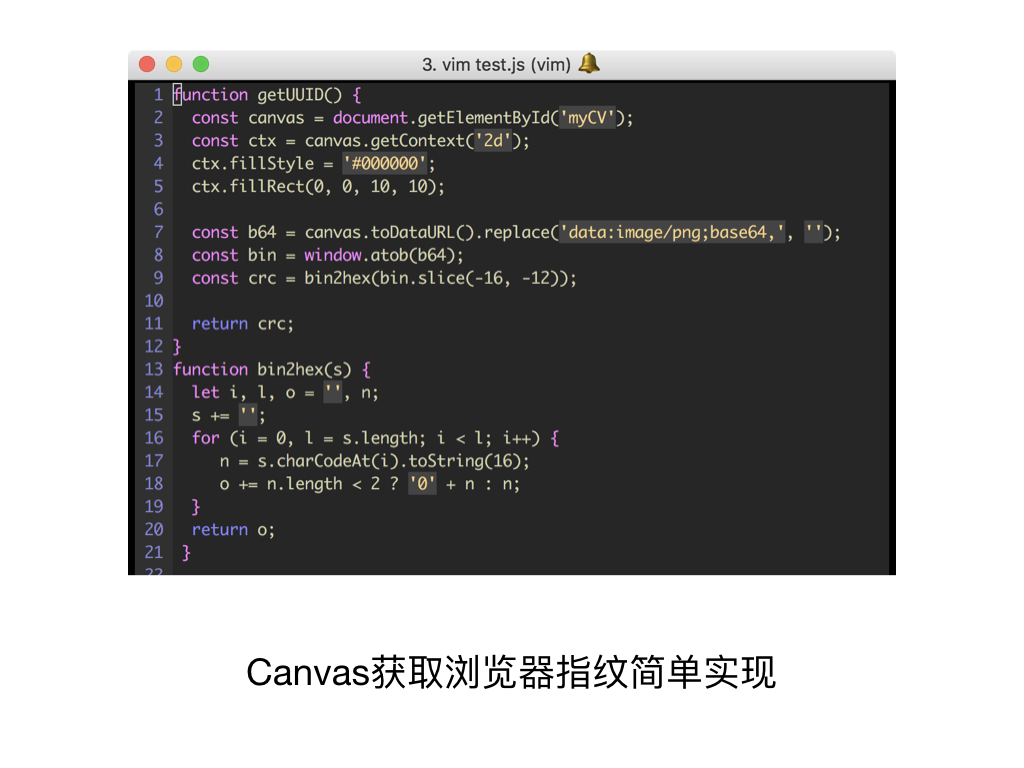 3. vim test.js (vim) 🔔
1 function getUUID() {
2   const canvas = document.getElementById('myCV');
3   const ctx = canvas.getContext('2d');
4   ctx.fillStyle = '#000000';
5   ctx.fillRect(0, 0, 10, 10);
6
7   const b64 = canvas.toDataURL().replace('data:image/png;base64,', '');
8   const bin = window.atob(b64);
9   const crc = bin2hex(bin.slice(-16, -12));
10
11   return crc;
12 }
13 function bin2hex(s) {
14   let i, l, o = '', n;
15   s += '';
16   for (i = 0, l = s.length; i < l; i++) {
17      n = s.charCodeAt(i).toString(16);
18      o += n.length < 2 ? '0' + n : n;
19   }
20   return o;
21  }
22
Canvas获取浏览器指纹简单实现